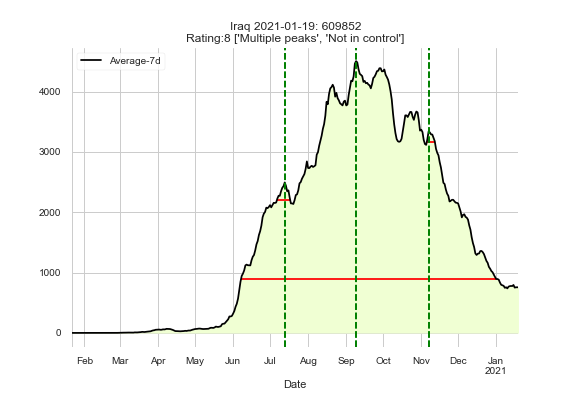 Iraq 2021-01-19: 609852
Rating:8 ['Multiple peaks', 'Not in control']
Average-7d
4000
3000
2000
1000
0
Feb Mar Apr May Jun Jul Aug Sep Oct Nov Dec Jan
2021
Date